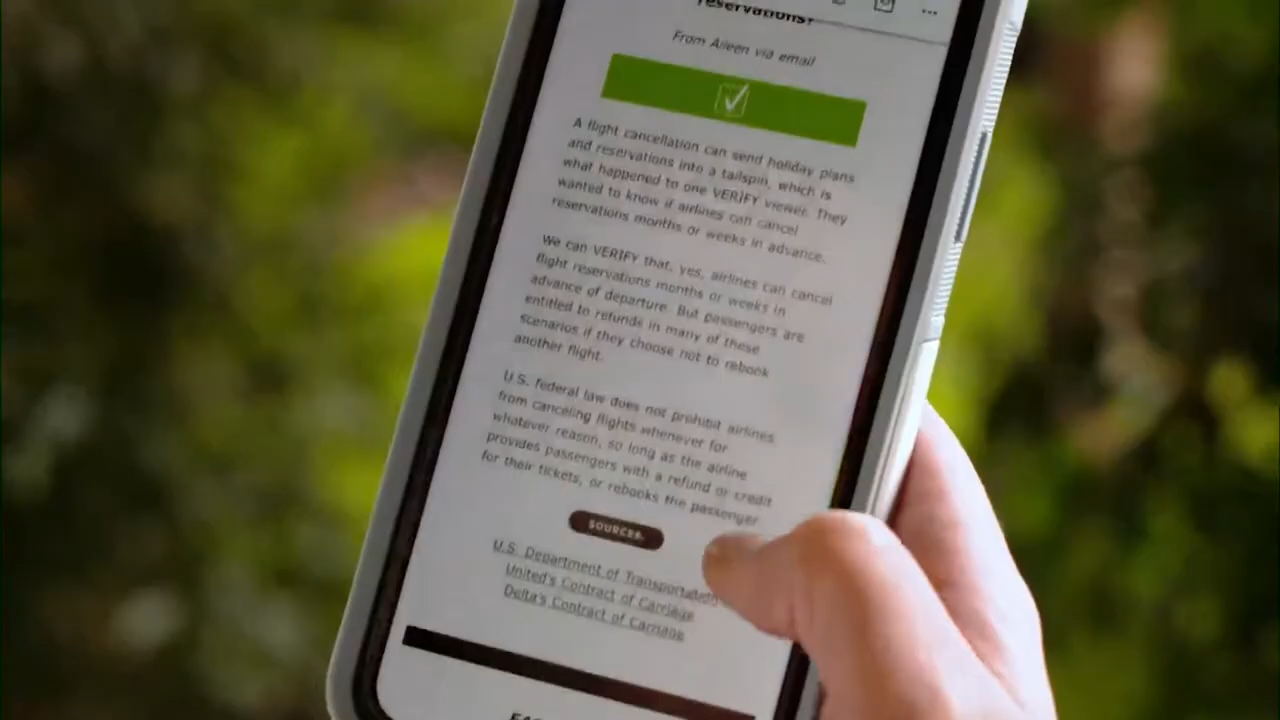 reservations?
From Aileen via email
A flight cancellation can send holiday plans
and reservations into a tailspin, which is
what happened to one VERIFY viewer. They
wanted to know if airlines can cancel
reservations months or weeks in advance.
We can VERIFY that, yes, airlines can cancel
flight reservations months or weeks in
advance of departure. But passengers are
entitled to refunds in many of these
scenarios if they choose not to rebook
another flight.
U.S. federal law does not prohibit airlines
from canceling flights whenever for
whatever reason, so long as the airline
provides passengers with a refund or credit
for their tickets, or rebooks the passenger
SOURCES
U.S. Department of Transportation
United's Contract of Carriage
Delta's Contract of Carriage